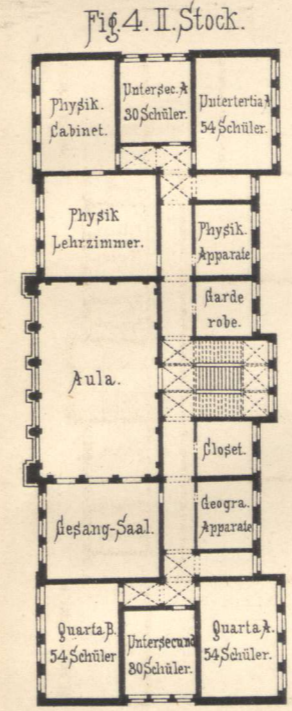 Fig. 4. II. Stock.
Physik.
Cabinet.
Untersec. A
30 Schüler.
Untertertia A
54 Schüler.
Physik
Lehrzimmer.
Physik.
Apparate
Garde
robe.
Aula.
Closet.
Gesang-Saal.
Geogra.
Apparate
Quarta B.
54 Schüler
Untersecund
30 Schüler.
Quarta A.
54 Schüler.